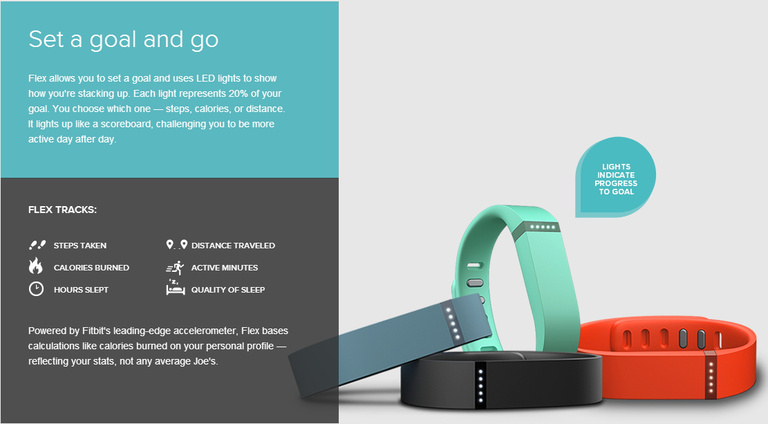 Set a goal and go
Flex allows you to set a goal and uses LED lights to show
how you're stacking up. Each light represents 20% of your
goal. You choose which one — steps, calories, or distance.
It lights up like a scoreboard, challenging you to be more
active day after day.
FLEX TRACKS:
STEPS TAKEN
DISTANCE TRAVELED
CALORIES BURNED
ACTIVE MINUTES
HOURS SLEPT
QUALITY OF SLEEP
Powered by Fitbit's leading-edge accelerometer, Flex bases
calculations like calories burned on your personal profile —
reflecting your stats, not any average Joe's.
LIGHTS
INDICATE
PROGRESS
TO GOAL